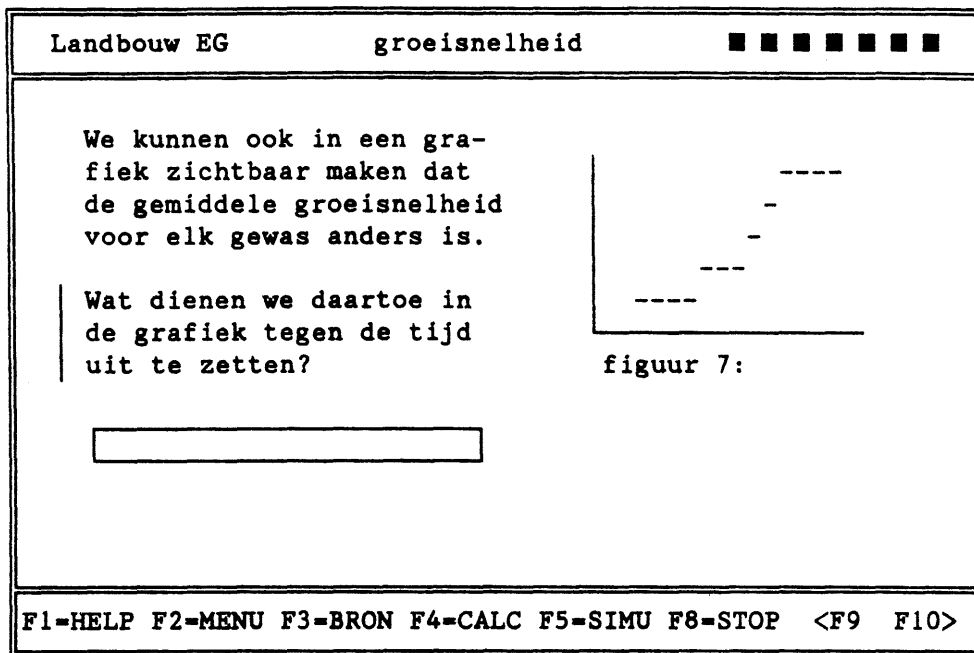 Landbouw EG groeisnelheid
We kunnen ook in een gra-
fiek zichtbaar maken dat
de gemiddele groeisnelheid
voor elk gewas anders is.
Wat dienen we daartoe in
de grafiek tegen de tijd
uit te zetten?
figuur 7:
F1=HELP F2=MENU F3=BRON F4=CALC F5=SIMU F8=STOP <F9 F10>